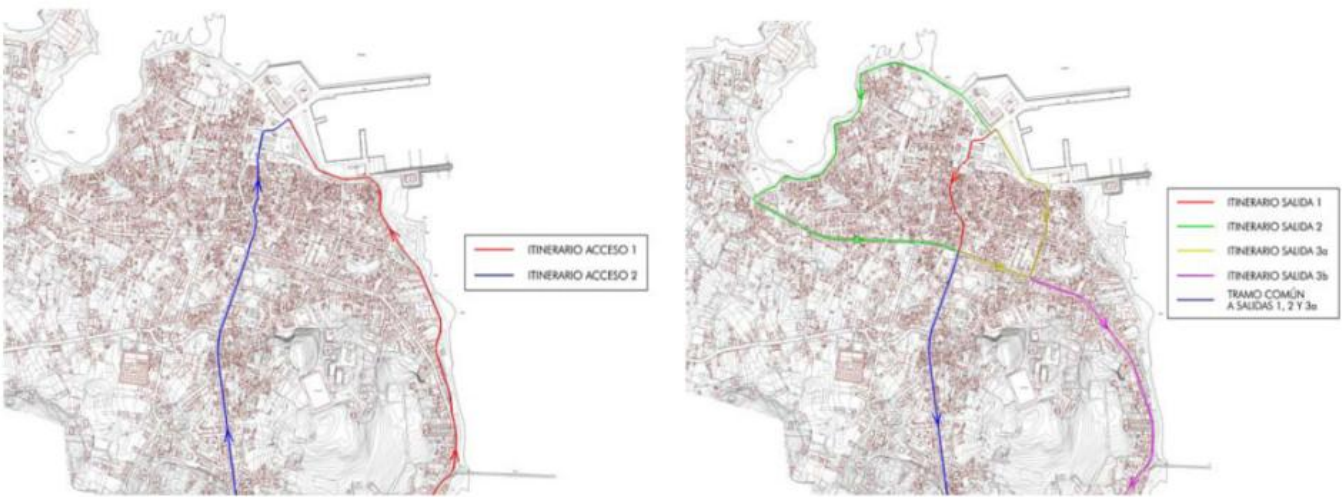 ITINERARIO ACCESO 1
ITINERARIO ACCESO 2
ITINERARIO SALIDA 1
ITINERARIO SALIDA 2
ITINERARIO SALIDA 3a
ITINERARIO SALIDA 3b
TRAMO COMÚN
A SALIDAS 1, 2 Y 3a